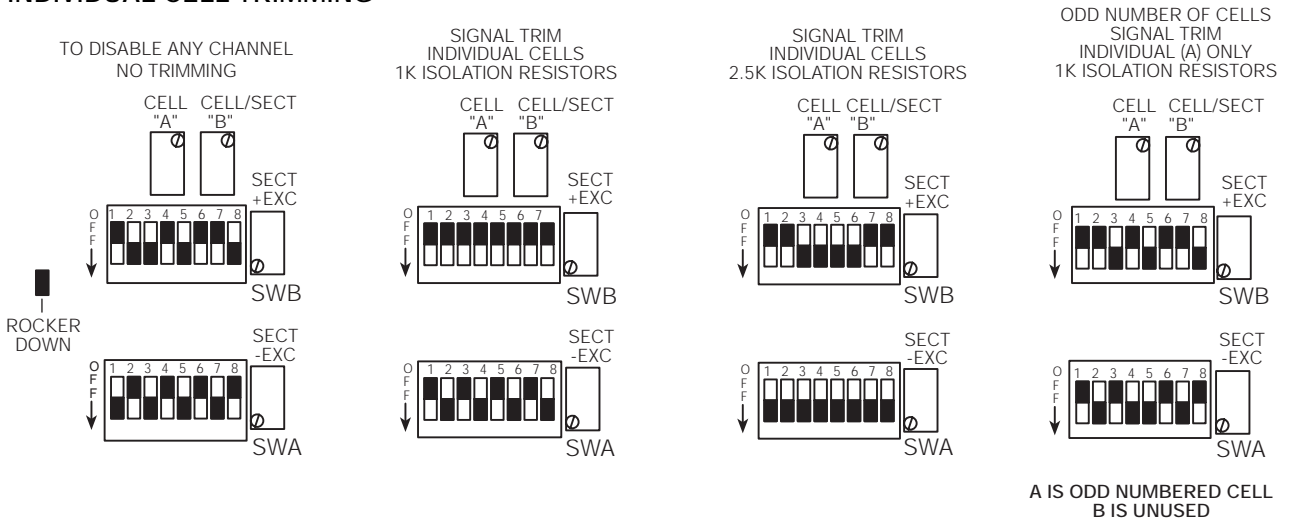 INDIVIDUAL CELL TRIMMING
TO DISABLE ANY CHANNEL
NO TRIMMING
CELL "A"
CELL/SECT "B"
SECT
+EXC
OFF
1 2 3 4 5 6 7 8
SWB
ROCKER
DOWN
SECT
-EXC
OFF
1 2 3 4 5 6 7 8
SWA
SIGNAL TRIM
INDIVIDUAL CELLS
1K ISOLATION RESISTORS
CELL "A"
CELL/SECT "B"
SECT
+EXC
OFF
1 2 3 4 5 6 7
SWB
SECT
-EXC
OFF
1 2 3 4 5 6 7 8
SWA
SIGNAL TRIM
INDIVIDUAL CELLS
2.5K ISOLATION RESISTORS
CELL "A"
CELL/SECT "B"
SECT
+EXC
OFF
1 2 3 4 5 6 7 8
SWB
SECT
-EXC
OFF
1 2 3 4 5 6 7 8
SWA
ODD NUMBER OF CELLS
SIGNAL TRIM
INDIVIDUAL (A) ONLY
1K ISOLATION RESISTORS
CELL "A"
CELL/SECT "B"
SECT
+EXC
OFF
1 2 3 4 5 6 7 8
SWB
SECT
-EXC
OFF
1 2 3 4 5 6 7 8
SWA
A IS ODD NUMBERED CELL
B IS UNUSED